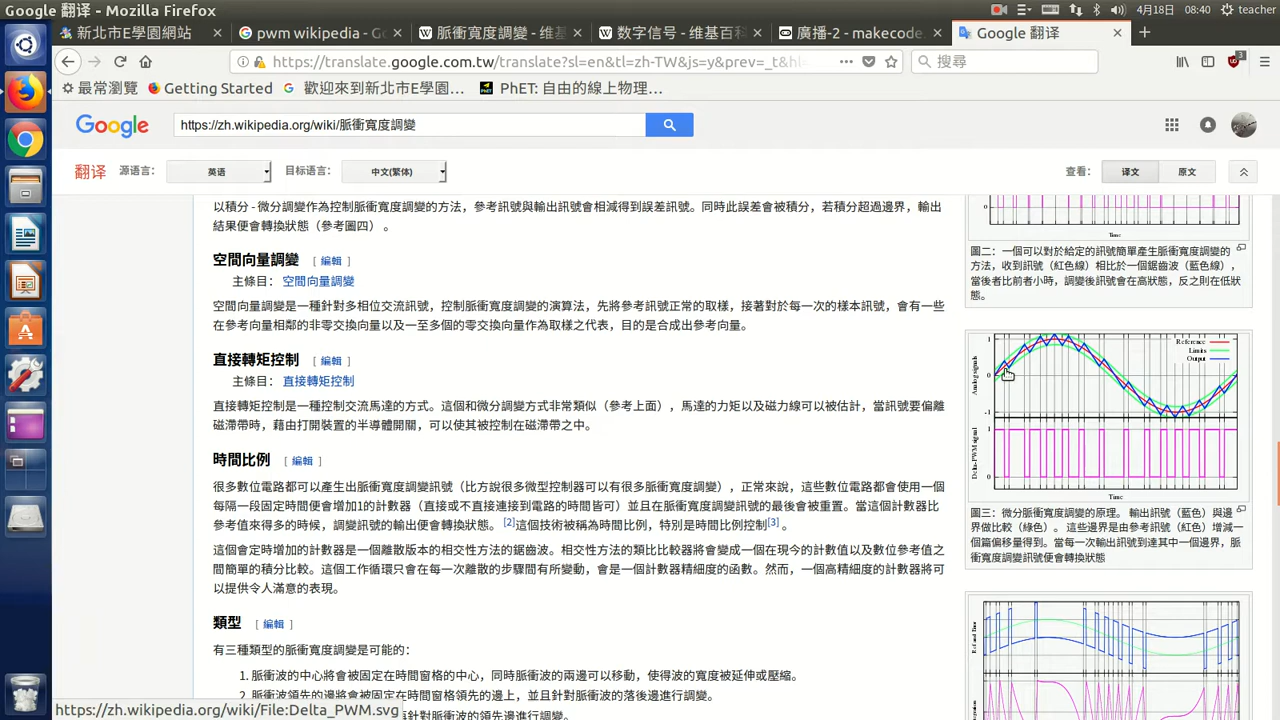 Google 翻译 - Mozilla Firefox
4月18日 08:40 teacher
新北市E學園網站
pwm wikipedia - Go
脈衝寬度調變 - 维基
数字信号 - 维基百科
廣播-2 - makecode.
Google 翻译
https://translate.google.com.tw/translate?sl=en&tl=zh-TW&js=y&prev=_t&hl=
搜尋
最常瀏覽
Getting Started
歡迎來到新北市E學園…
PhET: 自由的線上物理…
Google
https://zh.wikipedia.org/wiki/脈衝寬度調變
翻译 源语言： 英语 目标语言： 中文(繁体) 查看： 译文 原文
以積分 - 微分調變作為控制脈衝寬度調變的方法，參考訊號與輸出訊號會相減得到誤差訊號。同時此誤差會被積分，若積分超過邊界，輸出
結果便會轉換狀態（參考圖四）。
空間向量調變 [ 編輯 ]
主條目： 空間向量調變
空間向量調變是一種針對多相位交流訊號，控制脈衝寬度調變的演算法，先將參考訊號正常的取樣，接著對於每一次的樣本訊號，會有一些
在參考向量相鄰的非零交換向量以及一至多個的零交換向量作為取樣之代表，目的是合成出參考向量。
直接轉矩控制 [ 編輯 ]
主條目： 直接轉矩控制
直接轉矩控制是一種控制交流馬達的方式。這個和微分調變方式非常類似（參考上面），馬達的力矩以及磁力線可以被估計，當訊號要偏離
磁滯帶時，藉由打開裝置的半導體開關，可以使其被控制在磁滯帶之中。
時間比例 [ 編輯 ]
很多數位電路都可以產生出脈衝寬度調變訊號（比方說很多微型控制器可以有很多脈衝寬度調變），正常來說，這些數位電路都會使用一個
每隔一段固定時間便會增加1的計數器（直接或不直接連接到電路的時間皆可）並且在脈衝寬度調變訊號的最後會被重置。當這個計數器比
參考值來得多的時候，調變訊號的輸出便會轉換狀態。[2]這個技術被稱為時間比例，特別是時間比例控制[3] 。
這個會定時增加的計數器是一個離散版本的相交性方法的鋸齒波。相交性方法的類比比較器將會變成一個在現今的計數值以及數位參考值之
間簡單的積分比較。這個工作循環只會在每一次離散的步驟間有所變動，會是一個計數器精細度的函數。然而，一個高精細度的計數器將可
以提供令人滿意的表現。
類型 [ 編輯 ]
有三種類型的脈衝寬度調變是可能的：
1. 脈衝波的中心將會被固定在時間窗格的中心，同時脈衝波的兩邊可以移動，使得波的寬度被延伸或壓縮。
2. 脈衝波領先的邊將會被固定在時間窗格領先的邊上，並且針對脈衝波的落後邊進行調變。
針對脈衝波的領先邊進行調變。
https://zh.wikipedia.org/wiki/File:Delta_PWM.svg
0
Time
圖二：一個可以對於給定的訊號簡單產生脈衝寬度調變的
方法，收到訊號（紅色線）相比於一個鋸齒波（藍色線），
當後者比前者小時，調變後訊號會在高狀態，反之則在低狀
態。
Reference
Limits
Output
Analog signals
1
0
-1
Delta-PWM signal
1
0
Time
圖三：微分脈衝寬度調變的原理。 輸出訊號（藍色）與邊
界做比較（綠色）。 這些邊界是由參考訊號（紅色）增減一
個篇移量得到。當每一次輸出訊號到達其中一個邊界，脈
衝寬度調變訊號便會轉換狀態